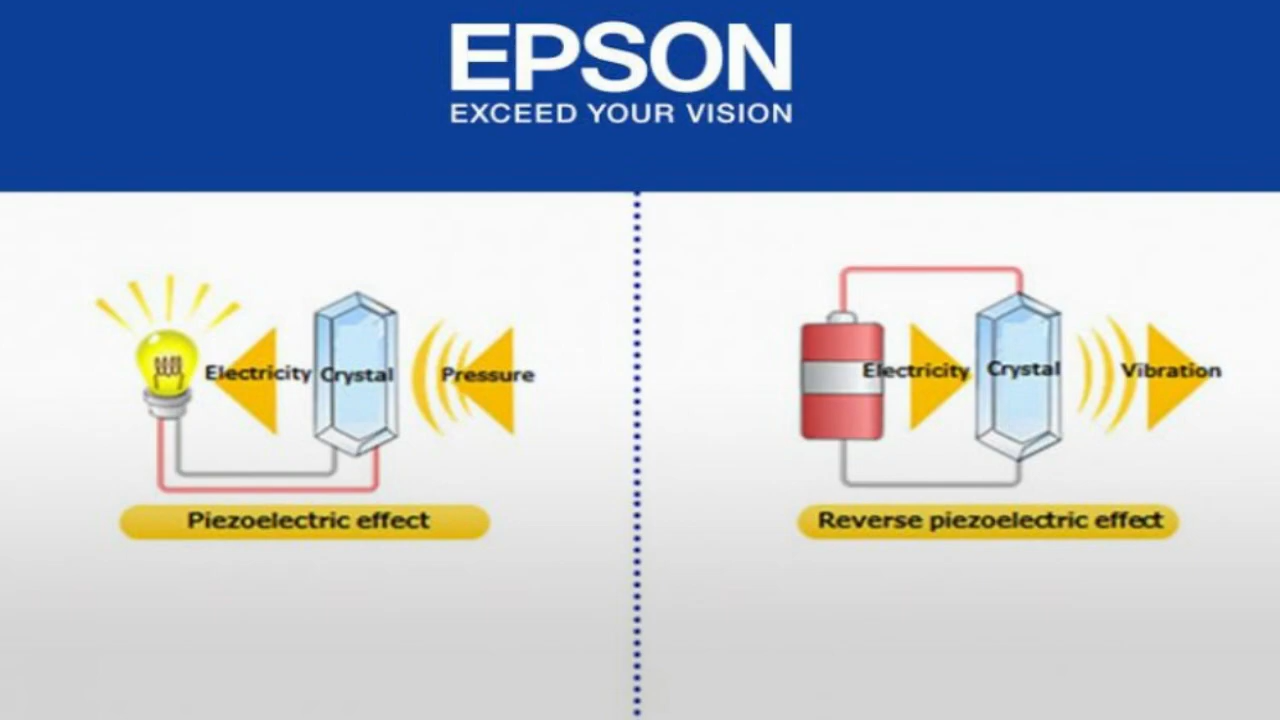 EPSON
EXCEED YOUR VISION
Electricity
Crystal
Pressure
Piezoelectric effect
Electricity
Crystal
Vibration
Reverse piezoelectric effect